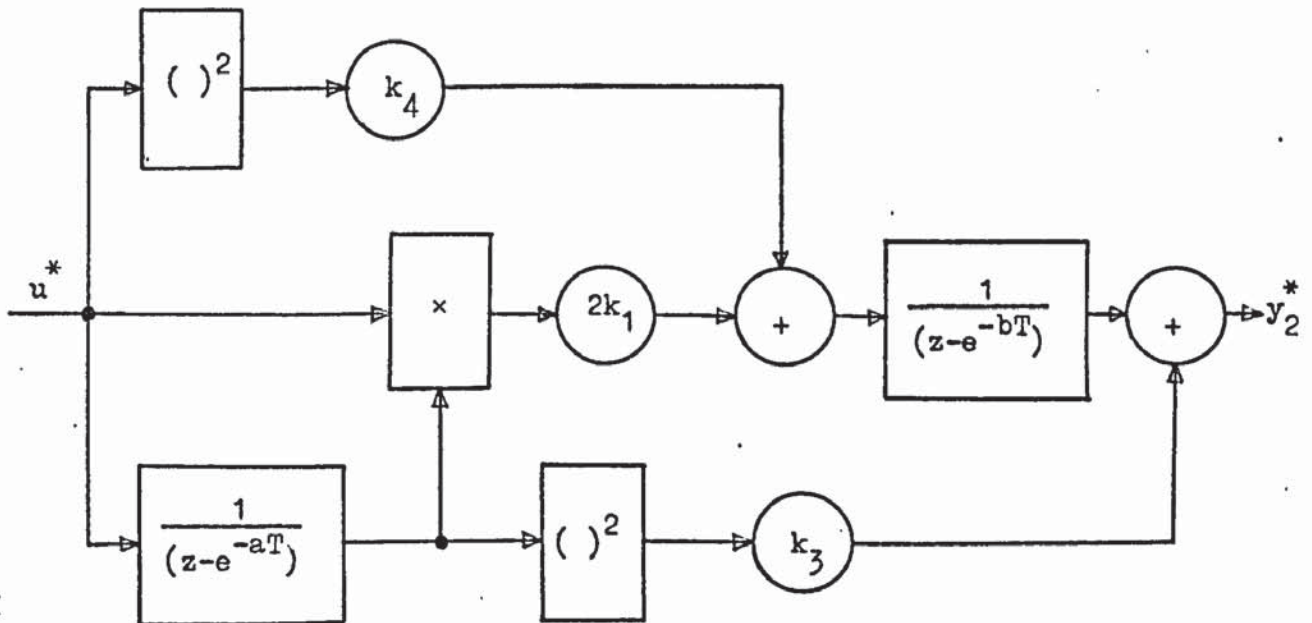 ( )²
k₄
u*
×
2k₁
+
1
(z-e^-bT)
+
y₂*
1
(z-e^-aT)
( )²
k₃